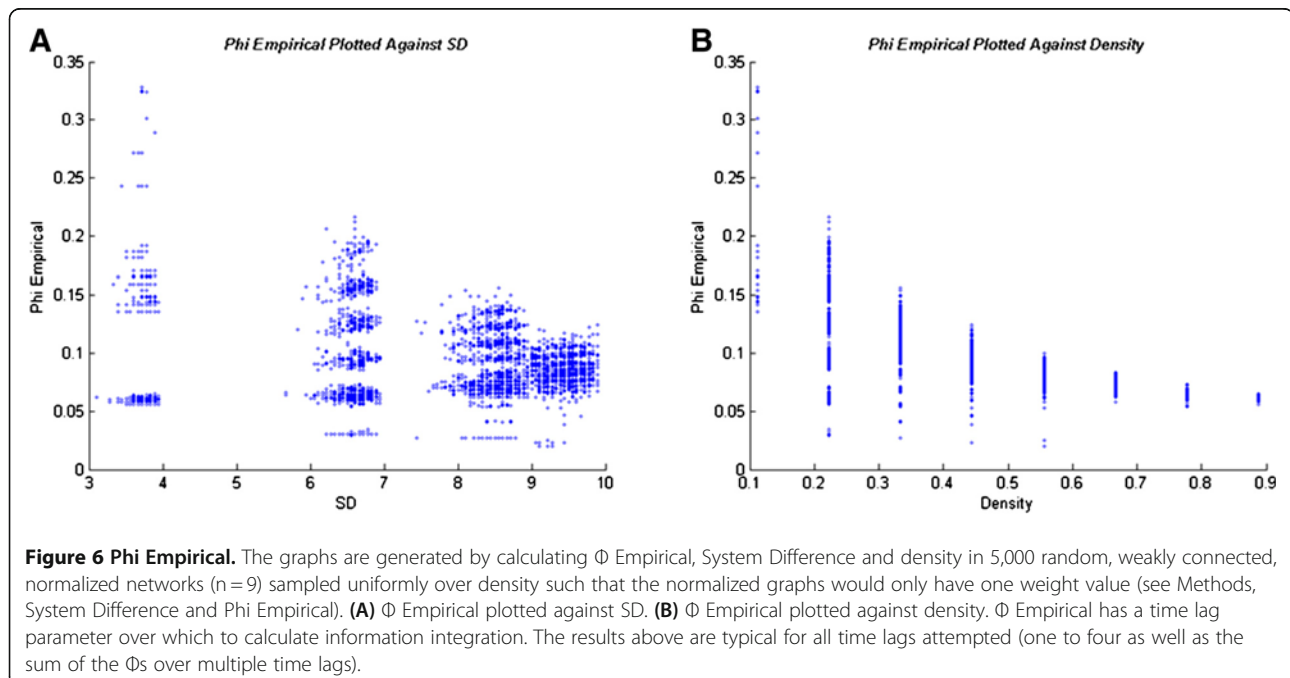 A
Phi Empirical Plotted Against SD
0.35
0.3
0.25
0.2
0.15
0.1
0.05
0
Phi Empirical
3 4 5 6 7 8 9 10
SD
B
Phi Empirical Plotted Against Density
0.35
0.3
0.25
0.2
0.15
0.1
0.05
0
Phi Empirical
0.1 0.2 0.3 0.4 0.5 0.6 0.7 0.8 0.9
Density
Figure 6 Phi Empirical. The graphs are generated by calculating Φ Empirical, System Difference and density in 5,000 random, weakly connected,
normalized networks (n = 9) sampled uniformly over density such that the normalized graphs would only have one weight value (see Methods,
System Difference and Phi Empirical). (A) Φ Empirical plotted against SD. (B) Φ Empirical plotted against density. Φ Empirical has a time lag
parameter over which to calculate information integration. The results above are typical for all time lags attempted (one to four as well as the
sum of the Φs over multiple time lags).